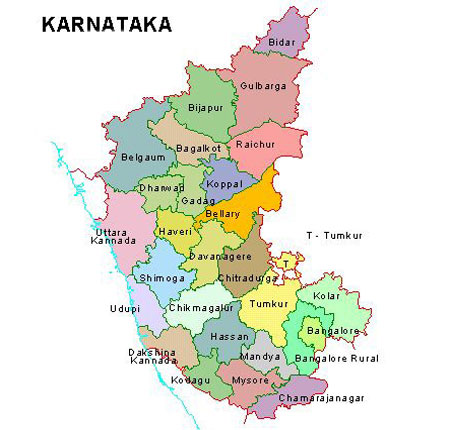 KARNATAKA
Bidar
Gulbarga
Bijapur
Raichur
Bagalkot
Belgaum
Koppal
Dharwad
Gadag
Bellary
Uttara
Kannada
Haveri
T - Tumkur
Davanagere
T
Shimoga
Chitradurga
Kolar
Tumkur
Udupi
Chikmagalur
Bangalore
Hassan
Dakshina
Kannada
Mandya
Bangalore Rural
Kodagu
Mysore
Chamarajanagar